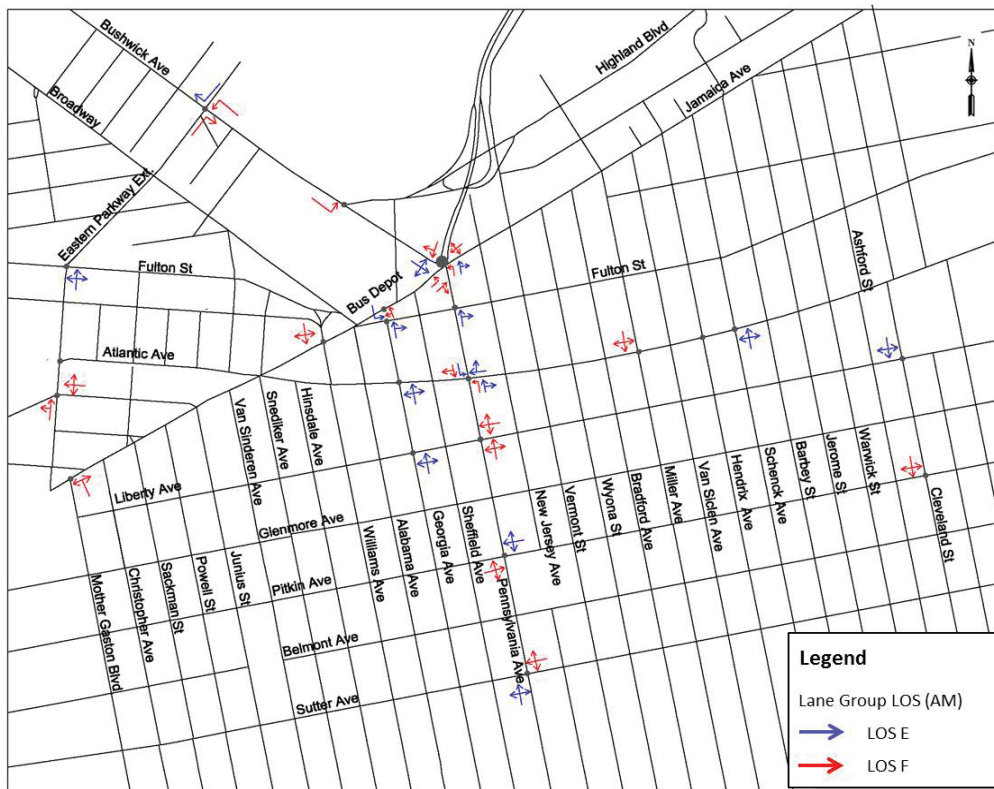 Bushwick Ave
Broadway
Highland Blvd
Jamaica Ave
N
Eastern Parkway Ext.
Fulton St
Bus Depot
Fulton St
Ashford St
Atlantic Ave
Van Sinderen Ave
Snediker Ave
Hinsdale Ave
Liberty Ave
Glenmore Ave
Pitkin Ave
Belmont Ave
Sutter Ave
Mother Gaston Blvd
Christopher Ave
Sackman St
Powell St
Junius St
Williams Ave
Alabama Ave
Georgia Ave
Sheffield Ave
Pennsylvania Ave
New Jersey Ave
Vermont St
Wyona St
Bradford Ave
Miller Ave
Van Siclen Ave
Hendrix Ave
Schenck Ave
Barbey St
Jerome St
Warwick St
Cleveland St
Legend
Lane Group LOS (AM)
LOS E
LOS F